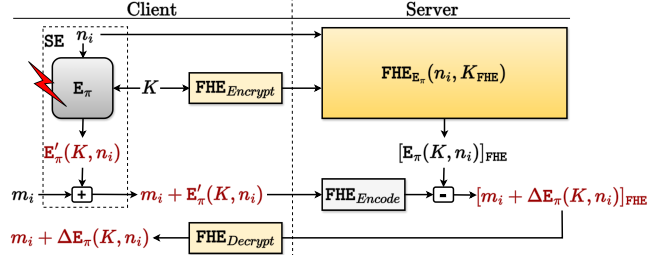 Client Server
SE n_i
E_π K FHE_Encrypt FHE_{E_π}(n_i, K_FHE)
E'_π(K, n_i) [E_π(K, n_i)]_FHE
m_i + m_i + E'_π(K, n_i) FHE_Encode - [m_i + ΔE_π(K, n_i)]_FHE
m_i + ΔE_π(K, n_i) FHE_Decrypt